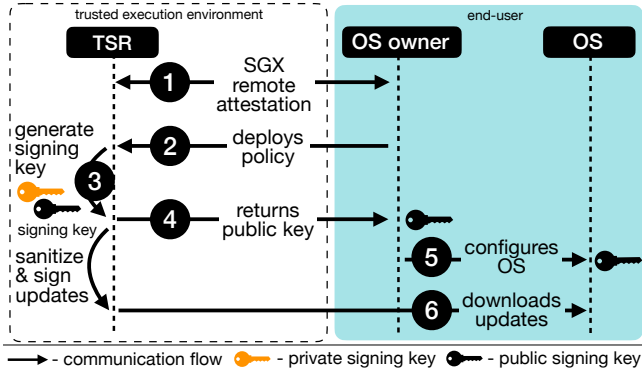 trusted execution environment
end-user
TSR
OS owner
OS
1
SGX
remote
attestation
2
deploys
policy
generate
signing
key
3
signing key
4
returns
public key
5
configures
OS
sanitize
& sign
updates
6
downloads
updates
- communication flow
- private signing key
- public signing key